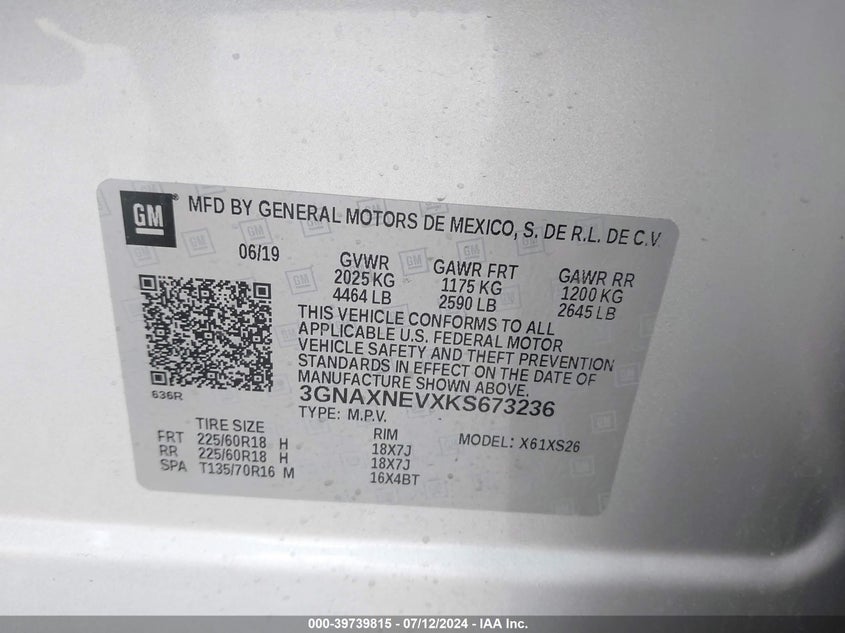 GM
MFD BY GENERAL MOTORS DE MEXICO, S. DE R.L. DE C.V.
06/19 GVWR GAWR FRT GAWR RR
2025 KG 1175 KG 1200 KG
4464 LB 2590 LB 2645 LB
THIS VEHICLE CONFORMS TO ALL
APPLICABLE U.S. FEDERAL MOTOR
VEHICLE SAFETY AND THEFT PREVENTION
STANDARDS IN EFFECT ON THE DATE OF
MANUFACTURE SHOWN ABOVE.
636R
3GNAXNEVXKS673236
TYPE: M.P.V.
TIRE SIZE RIM MODEL: X61XS26
FRT 225/60R18 H 18X7J
RR 225/60R18 H 18X7J
SPA T135/70R16 M 16X4BT
000-39739815 - 07/12/2024 - IAA Inc.